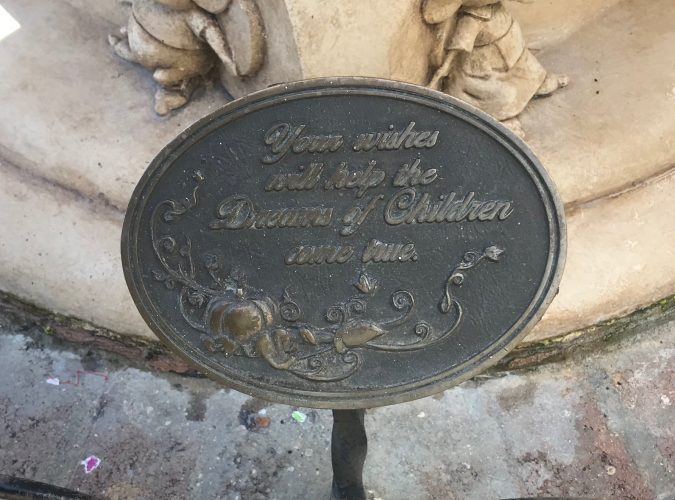 Your wishes
will help the
Dreams of Children
come true.